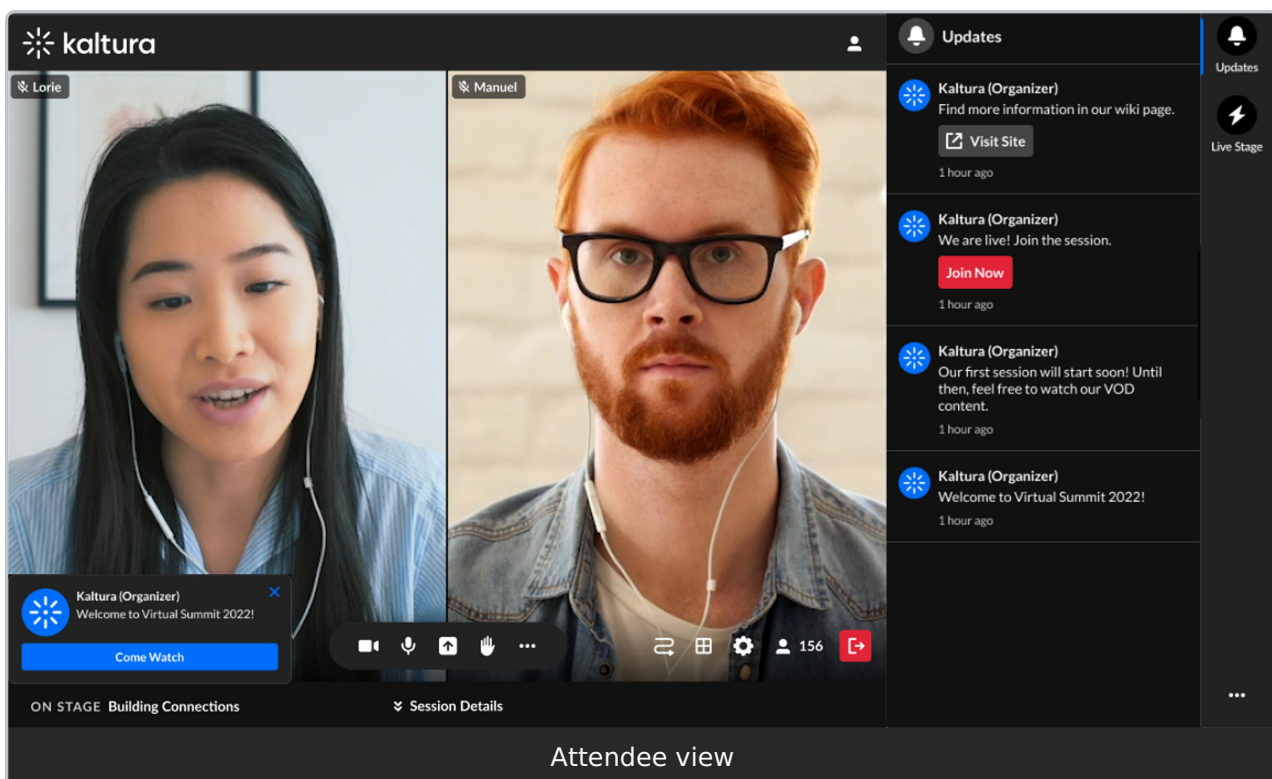 kaltura
Lorie
Manuel
Kaltura (Organizer)
Welcome to Virtual Summit 2022!
Come Watch
156
ON STAGE Building Connections
Session Details
Updates
Kaltura (Organizer)
Find more information in our wiki page.
Visit Site
1 hour ago
Kaltura (Organizer)
We are live! Join the session.
Join Now
1 hour ago
Kaltura (Organizer)
Our first session will start soon! Until
then, feel free to watch our VOD
content.
1 hour ago
Kaltura (Organizer)
Welcome to Virtual Summit 2022!
1 hour ago
Updates
Live Stage
Attendee view